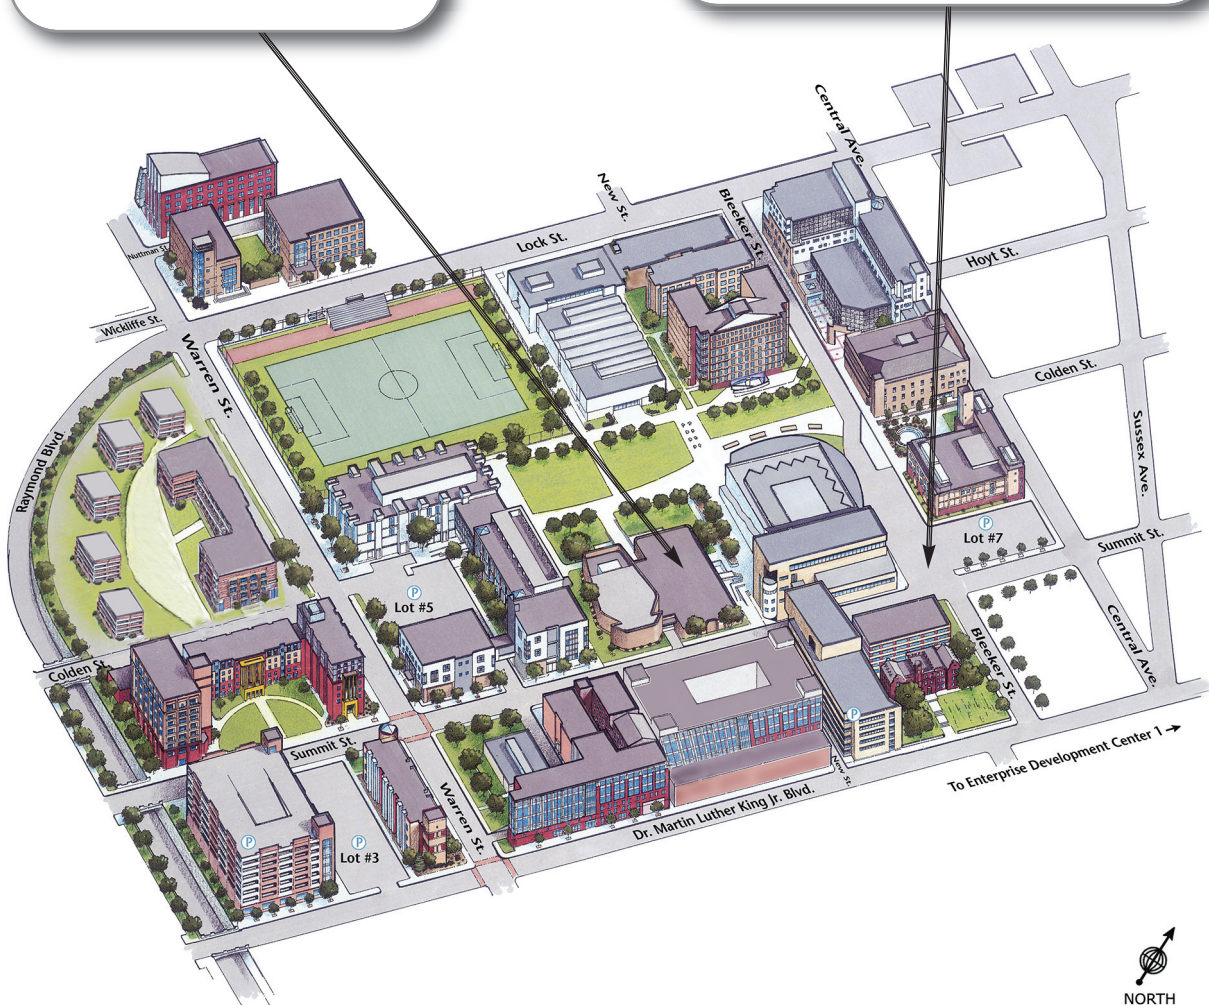 Central Ave.
New St.
Bleeker St.
Lock St.
Nuttman St.
Hoyt St.
Wickliffe St.
Warren St.
Colden St.
Raymond Blvd
Sussex Ave.
P
Lot #7
Summit St.
P
Lot #5
Central Ave.
Bleeker St.
Colden St.
P
Summit St.
To Enterprise Development Center 1
New St.
Warren St.
Dr. Martin Luther King Jr. Blvd.
P
P
Lot #3
NORTH